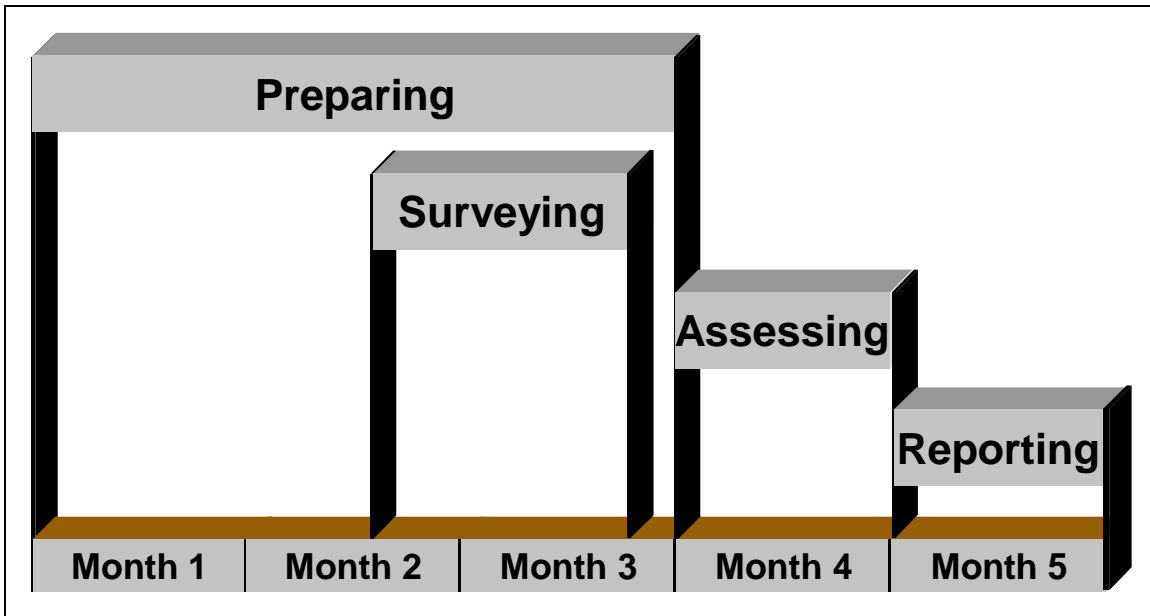 Preparing
Surveying
Assessing
Reporting
Month 1 Month 2 Month 3 Month 4 Month 5